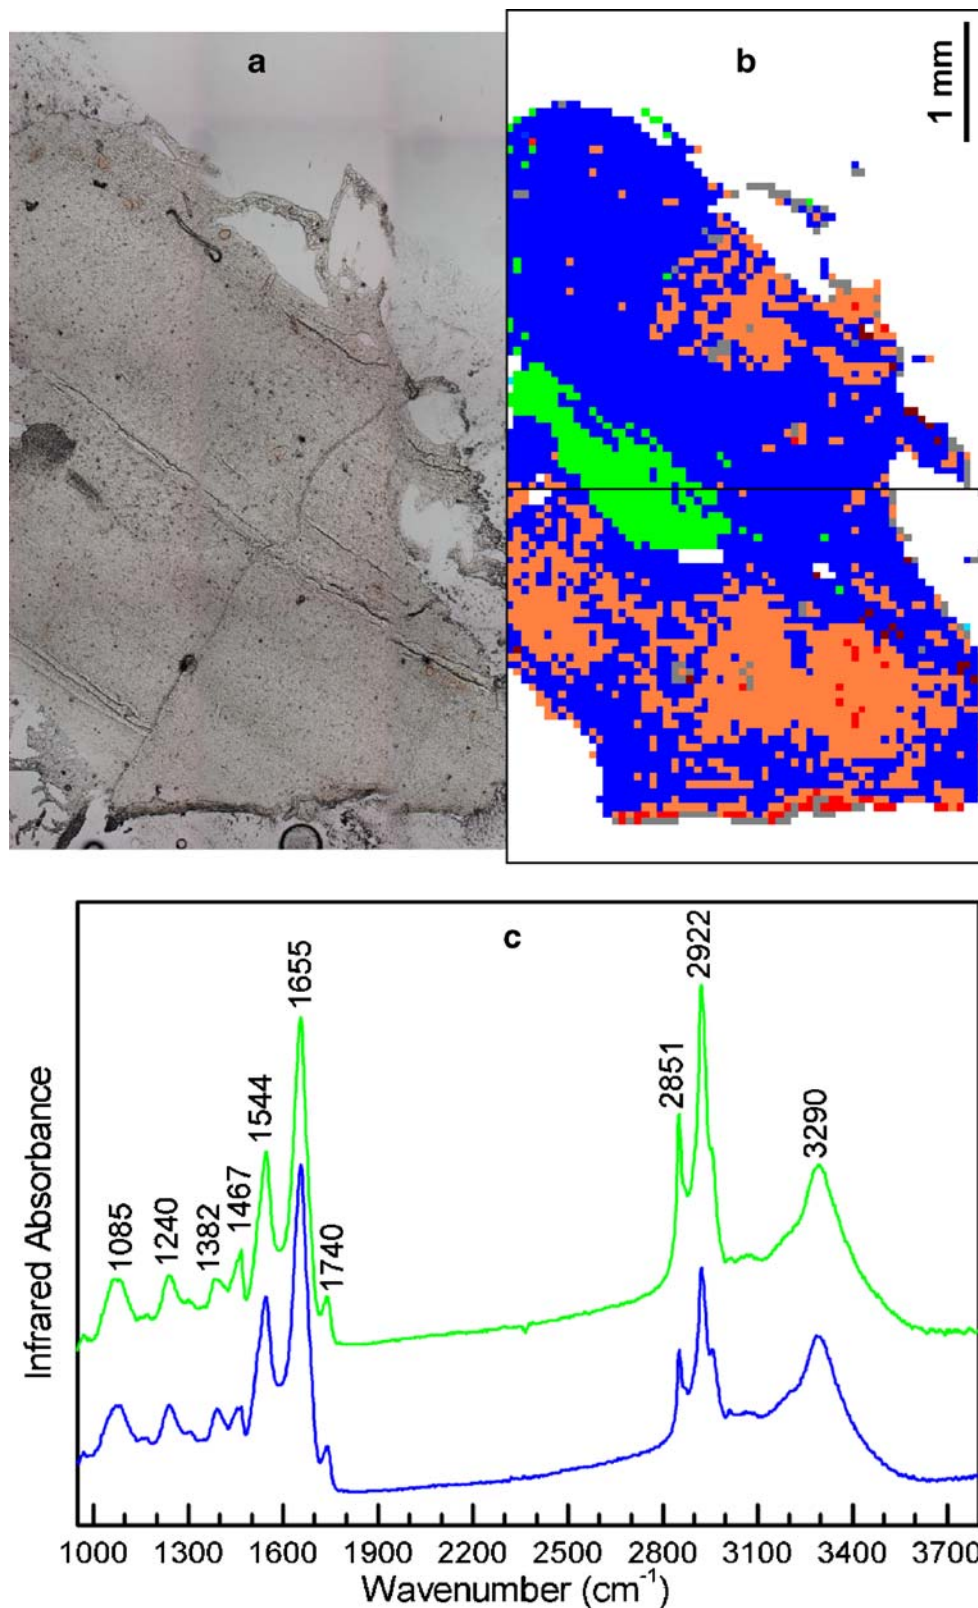 a
b
1 mm
c
Infrared Absorbance
1085
1240
1382
1467
1544
1655
1740
2851
2922
3290
1000 1300 1600 1900 2200 2500 2800 3100 3400 3700
Wavenumber (cm⁻¹)